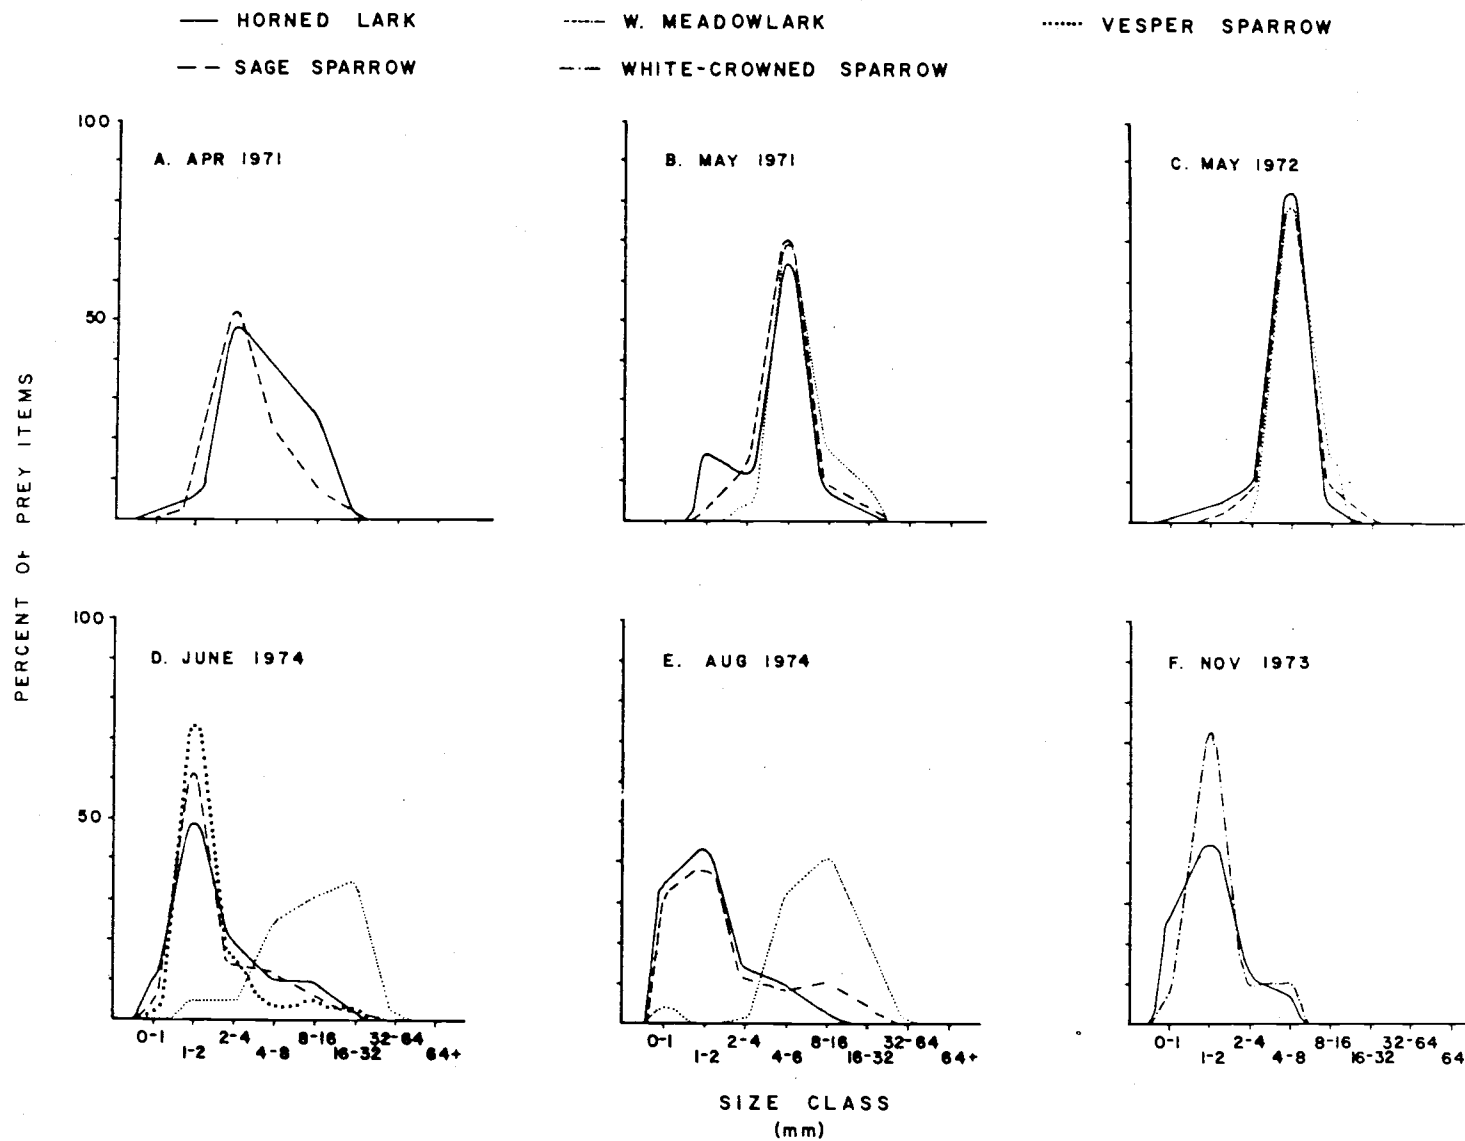 HORNED LARK
W. MEADOWLARK
VESPER SPARROW
SAGE SPARROW
WHITE-CROWNED SPARROW
PERCENT OF PREY ITEMS
100
50
A. APR 1971
B. MAY 1971
C. MAY 1972
100
50
D. JUNE 1974
E. AUG 1974
F. NOV 1973
0-1 2-4 8-16 32-64
1-2 4-8 16-32 64+
0-1 2-4 8-16 32-64
1-2 4-6 16-32 64+
0-1 2-4 8-16 32-64
1-2 4-8 16-32 64
SIZE CLASS
(mm)